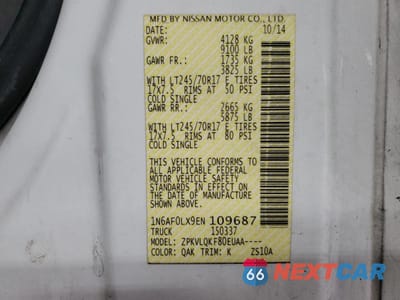 MFD BY NISSAN MOTOR CO., LTD.
DATE: 10/14
GVWR: 4128 KG
9100 LB
GAWR FR.: 1735 KG
3825 LB
WITH LT245/70R17 E TIRES
17X7.5 RIMS AT 50 PSI
COLD SINGLE
GAWR RR.: 2665 KG
5875 LB
WITH LT245/70R17 E TIRES
17X7.5 RIMS AT 80 PSI
COLD SINGLE
THIS VEHICLE CONFORMS TO
ALL APPLICABLE FEDERAL
MOTOR VEHICLE SAFETY
STANDARDS IN EFFECT ON
THE DATE OF MANUFACTURE
SHOWN ABOVE.
1N6AF0LX9EN 109687
TRUCK 150337
MODEL: ZPKVLQKF80EUAA----
COLOR: QAK TRIM: K ZS10A
66 NEXTCAR